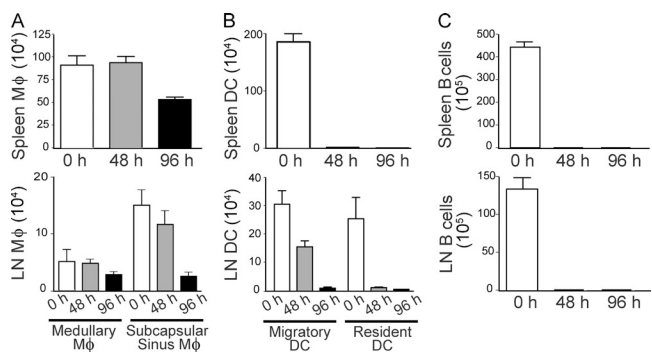 A
Spleen Mϕ (10⁴)
125
100
75
50
25
0
0 h 48 h 96 h
LN Mϕ (10⁴)
20
10
0
0 h 48 h 96 h 0 h 48 h 96 h
Medullary Mϕ
Subcapsular Sinus Mϕ
B
Spleen DC (10⁴)
200
100
0
0 h 48 h 96 h
LN DC (10⁴)
40
30
20
10
0
0 h 48 h 96 h 0 h 48 h 96 h
Migratory DC
Resident DC
C
Spleen B cells (10⁵)
500
400
300
200
100
0
0 h 48 h 96 h
LN B cells (10⁵)
150
100
50
0
0 h 48 h 96 h